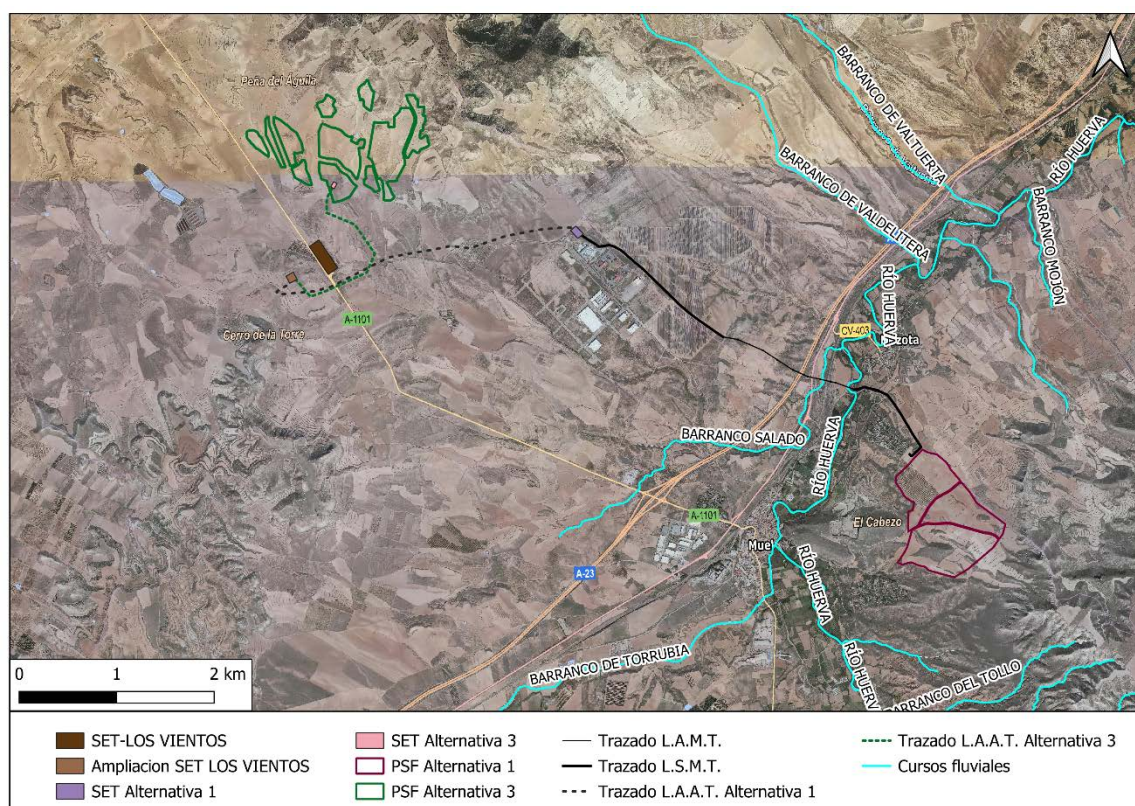 Peña del Águila
BARRANCO DE VALTUERTA
BARRANCO DE VALDELITERA
RÍO HUERVA
BARRANCO MOJÓN
RÍO HUERVA
CV-403
A-1101
Cerro de la Torre
BARRANCO SALADO
RÍO HUERVA
El Cabezo
A-1101
Muel
A-23
RÍO HUERVA
RÍO HUERVA
BARRANCO DE TORRUBIA
BARRANCO DEL TOLLO
0 1 2 km
SET-LOS VIENTOS
Ampliacion SET LOS VIENTOS
SET Alternativa 1
SET Alternativa 3
PSF Alternativa 1
PSF Alternativa 3
Trazado L.A.M.T.
Trazado L.S.M.T.
Trazado L.A.A.T. Alternativa 1
Trazado L.A.A.T. Alternativa 3
Cursos fluviales